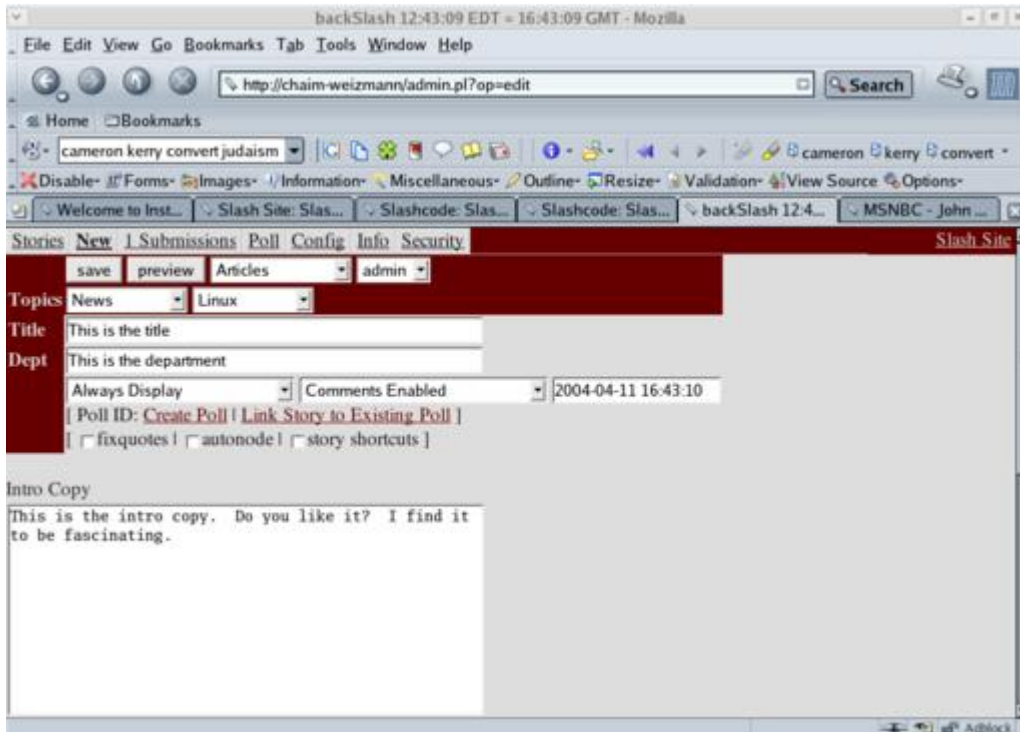 backSlash 12:43:09 EDT = 16:43:09 GMT - Mozilla
File Edit View Go Bookmarks Tab Tools Window Help
http://chaim-weizmann/admin.pl?op=edit Search
Home Bookmarks
cameron kerry convert judaism cameron kerry convert
Disable Forms Images Information Miscellaneous Outline Resize Validation View Source Options
Welcome to Inst... Slash Site: Slas... Slashcode: Slas... Slashcode: Slas... backSlash 12:4... MSNBC - John ...
Stories New 1 Submissions Poll Config Info Security Slash Site
save preview Articles admin
Topics News Linux
Title This is the title
Dept This is the department
Always Display Comments Enabled 2004-04-11 16:43:10
[ Poll ID: Create Poll | Link Story to Existing Poll ]
[ fixquotes | autonode | story shortcuts ]
Intro Copy
This is the intro copy. Do you like it? I find it
to be fascinating.
Adblock